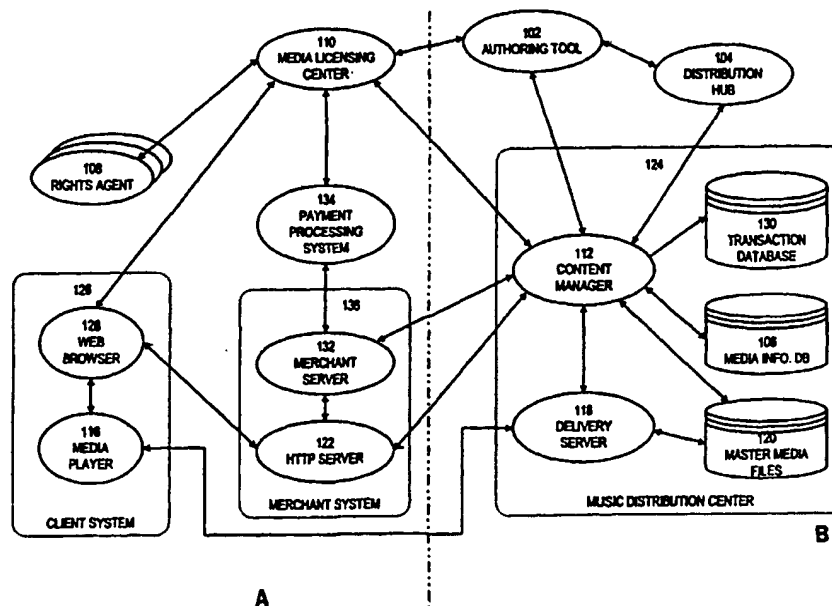 110
MEDIA LICENSING
CENTER
102
AUTHORING TOOL
104
DISTRIBUTION
HUB
108
RIGHTS AGENT
134
PAYMENT
PROCESSING
SYSTEM
124
130
TRANSACTION
DATABASE
112
CONTENT
MANAGER
126
128
WEB
BROWSER
136
132
MERCHANT
SERVER
106
MEDIA INFO. DB
116
MEDIA
PLAYER
122
HTTP SERVER
118
DELIVERY
SERVER
120
MASTER MEDIA
FILES
CLIENT SYSTEM
MERCHANT SYSTEM
MUSIC DISTRIBUTION CENTER
B
A